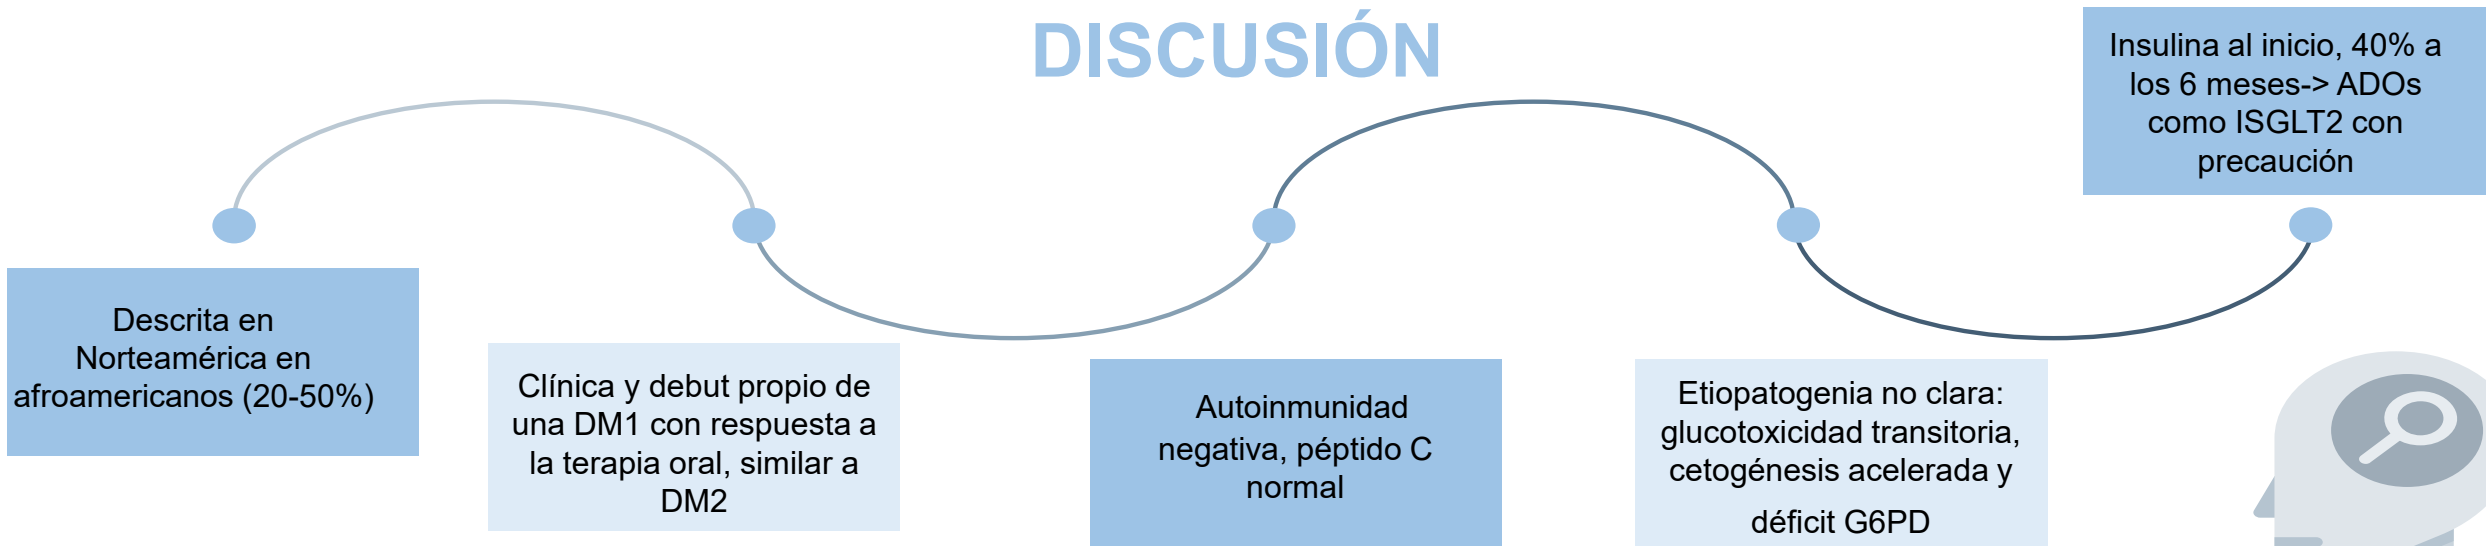 DISCUSIÓN
Descrita en
Norteamérica en
afroamericanos (20-50%)
Clínica y debut propio de
una DM1 con respuesta a
la terapia oral, similar a
DM2
Autoinmunidad
negativa, péptido C
normal
Etiopatogenia no clara:
glucotoxicidad transitoria,
cetogénesis acelerada y
déficit G6PD
Insulina al inicio, 40% a
los 6 meses-> ADOs
como ISGLT2 con
precaución